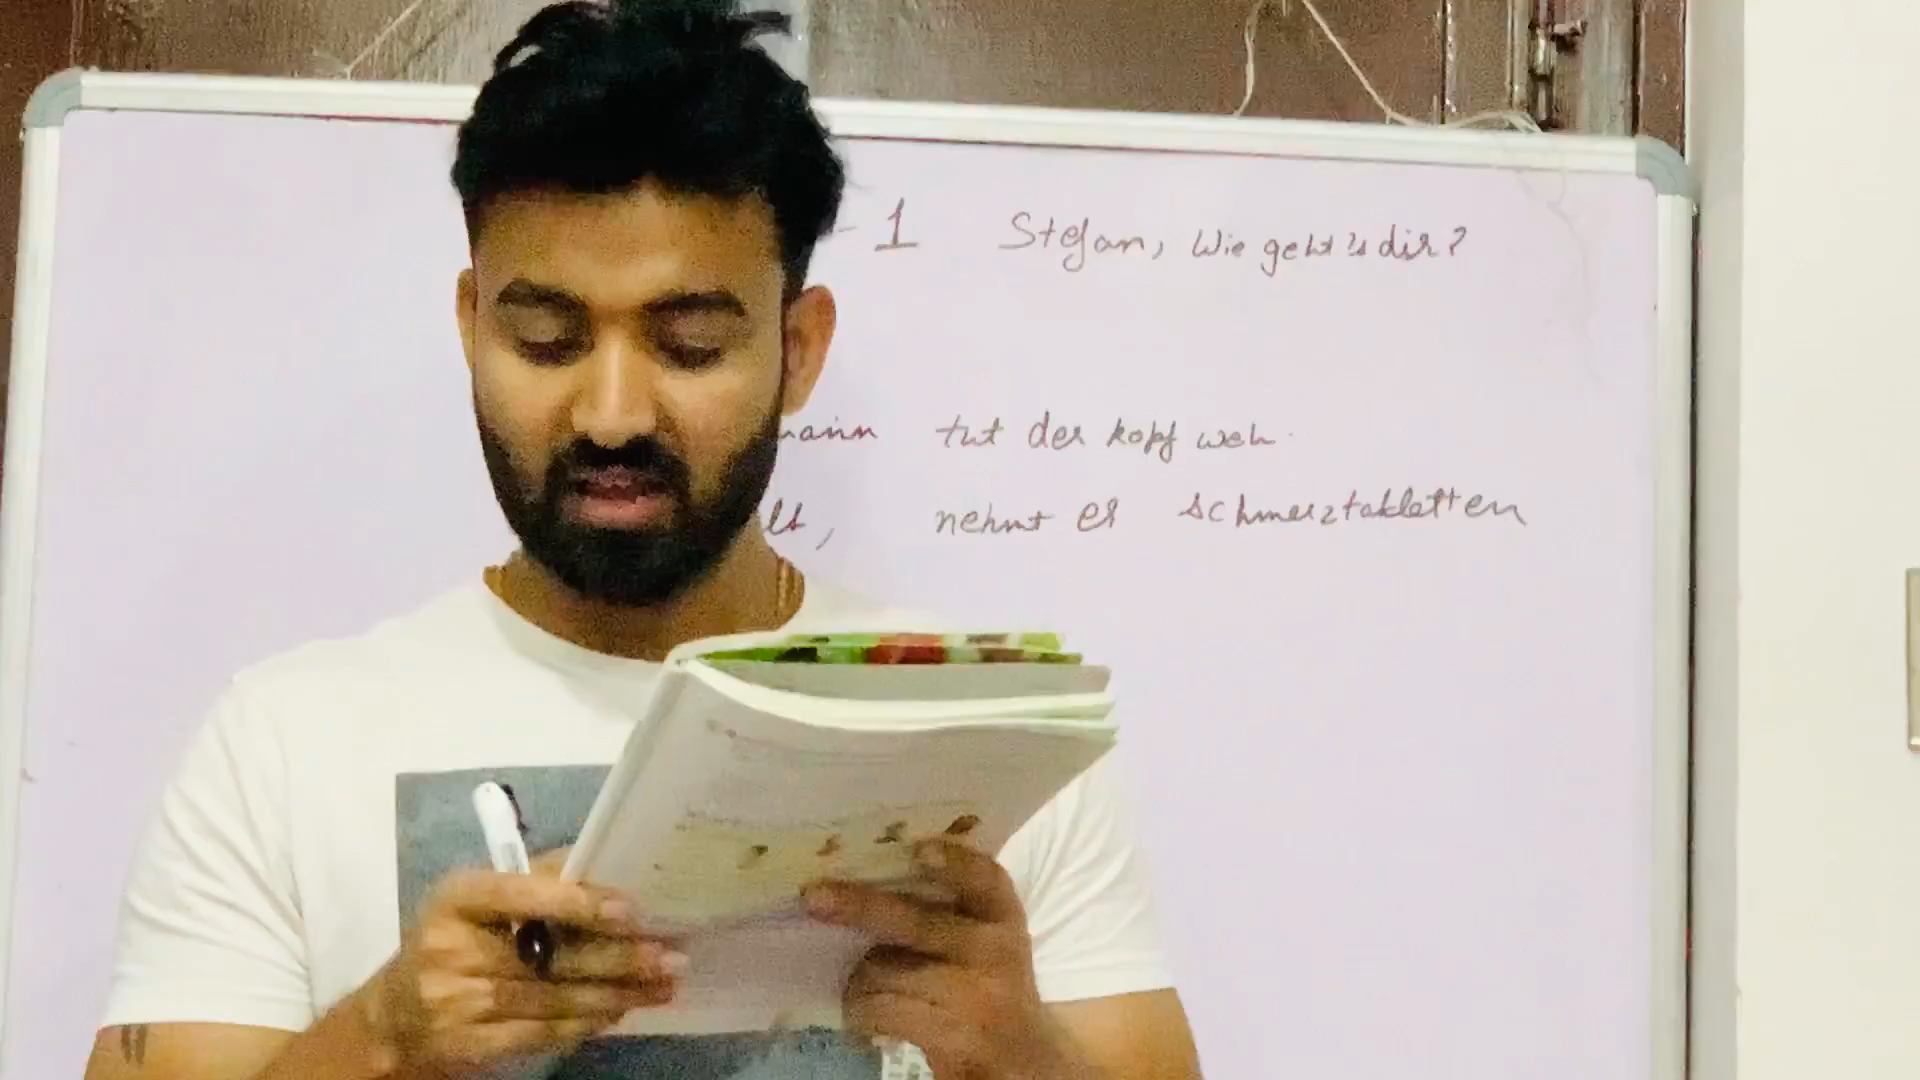 - 1 Stefan, Wie geht's dir?
tut der kopf weh.
nehmt er schmerztabletten